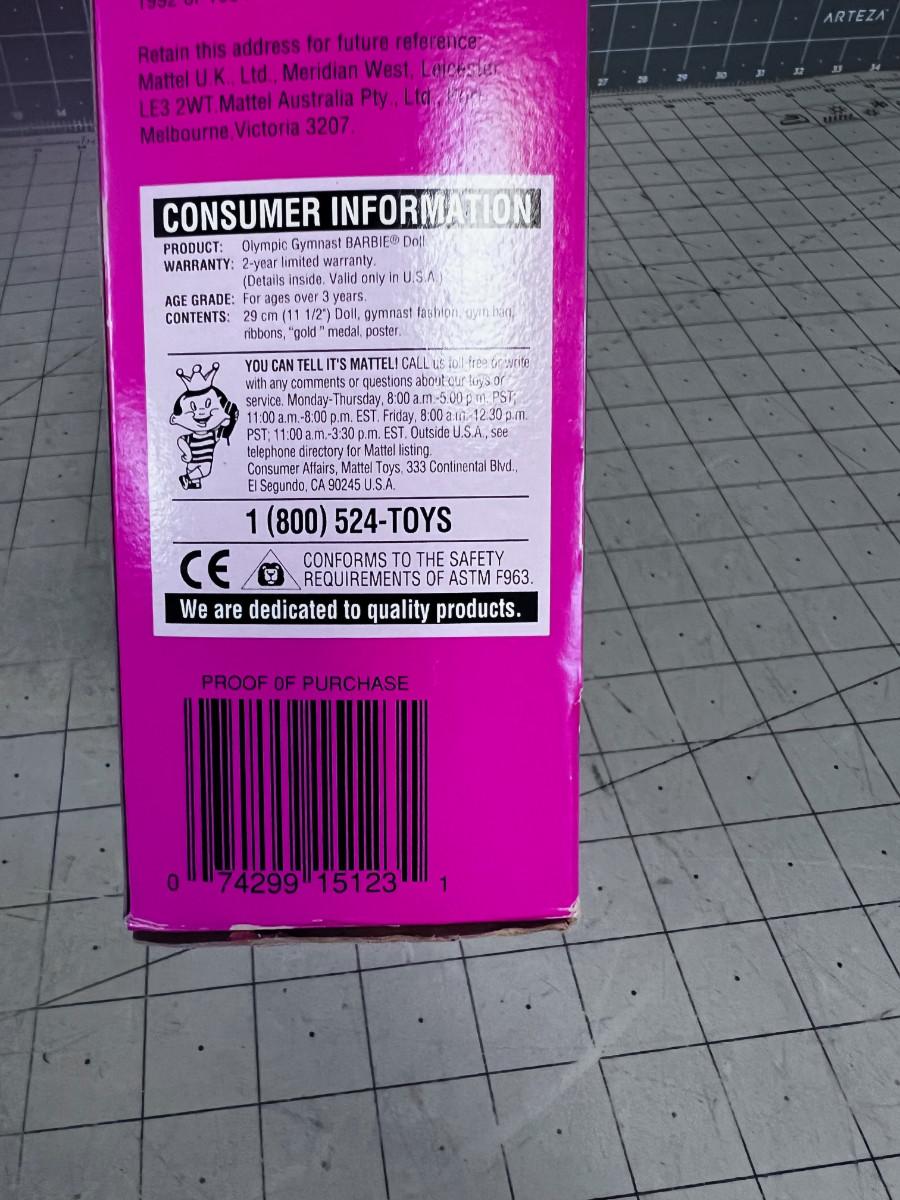 ARTEZA
27 28 29 30 31 32 33 34
14
Retain this address for future reference:
Mattel U.K., Ltd., Meridian West, Leicester
LE3 2WT.Mattel Australia Pty., Ltd., Port
Melbourne,Victoria 3207.
CONSUMER INFORMATION
PRODUCT: Olympic Gymnast BARBIE® Doll
WARRANTY: 2-year limited warranty.
(Details inside. Valid only in U.S.A.)
AGE GRADE: For ages over 3 years.
CONTENTS: 29 cm (11 1/2") Doll, gymnast fashion, gym bag,
ribbons, "gold" medal, poster.
YOU CAN TELL IT'S MATTEL! CALL us toll-free or write
with any comments or questions about our toys or
service. Monday-Thursday, 8:00 a.m.-5:00 p.m. PST;
11:00 a.m.-8:00 p.m. EST. Friday, 8:00 a.m.-12:30 p.m.
PST; 11:00 a.m.-3:30 p.m. EST. Outside U.S.A., see
telephone directory for Mattel listing.
Consumer Affairs, Mattel Toys, 333 Continental Blvd.,
El Segundo, CA 90245 U.S.A.
1 (800) 524-TOYS
CE
CONFORMS TO THE SAFETY
REQUIREMENTS OF ASTM F963.
We are dedicated to quality products.
PROOF OF PURCHASE
0 74299 15123 1